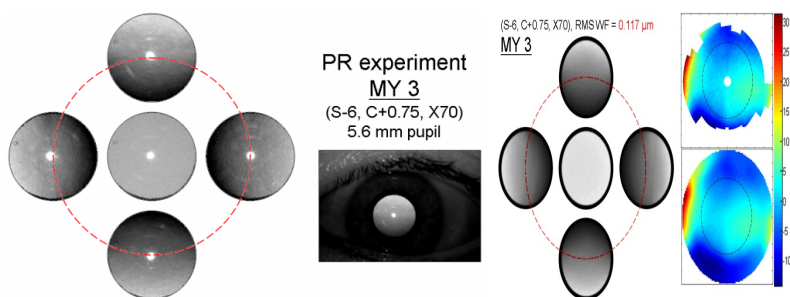 PR experiment
MY 3
(S-6, C+0.75, X70)
5.6 mm pupil
(S-6, C+0.75, X70), RMS WF = 0.117 µm
MY 3
30
25
20
15
10
5
0
-5
-10